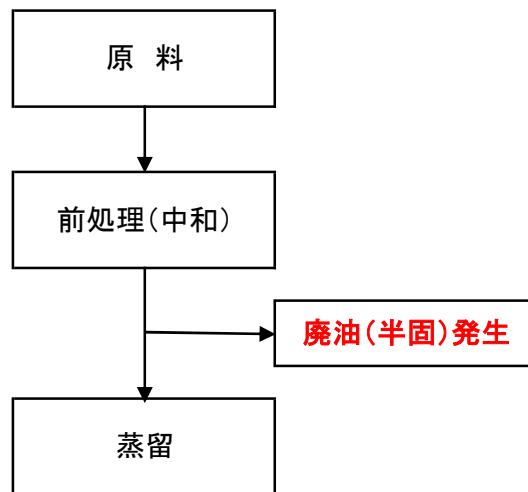 原　料
前処理（中和）
廃油（半固）発生
蒸留